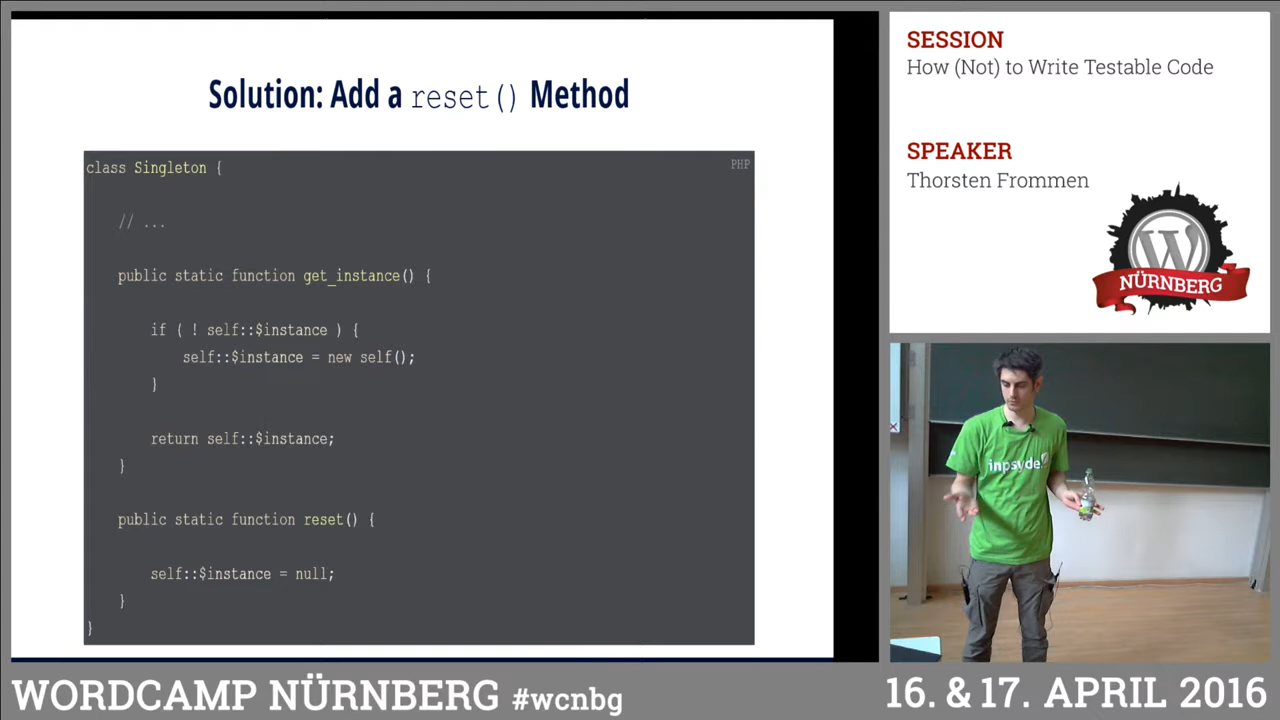 Solution: Add a reset() Method
PHP
class Singleton {
// ...
public static function get_instance() {
if ( ! self::$instance ) {
self::$instance = new self();
}
return self::$instance;
}
public static function reset() {
self::$instance = null;
}
}
SESSION
How (Not) to Write Testable Code
SPEAKER
Thorsten Frommen
W
NÜRNBERG
inpsyde
WORDCAMP NÜRNBERG #wcnbg
16. & 17. APRIL 2016